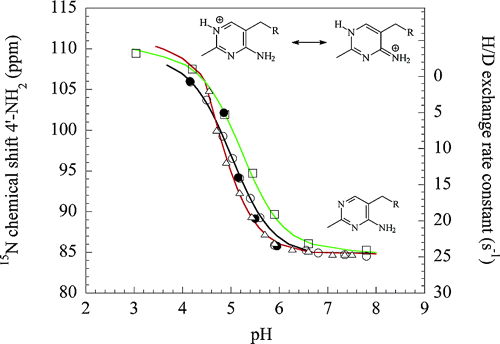 115
110
105
100
95
90
85
80
¹⁵N chemical shift 4'-NH₂ (ppm)
2 3 4 5 6 7 8 9
pH
0
5
10
15
20
25
30
H/D exchange rate constant (s⁻¹)
H
N
⊕
N
R
NH₂
H
N
N
R
⊕
NH₂
N
N
R
NH₂